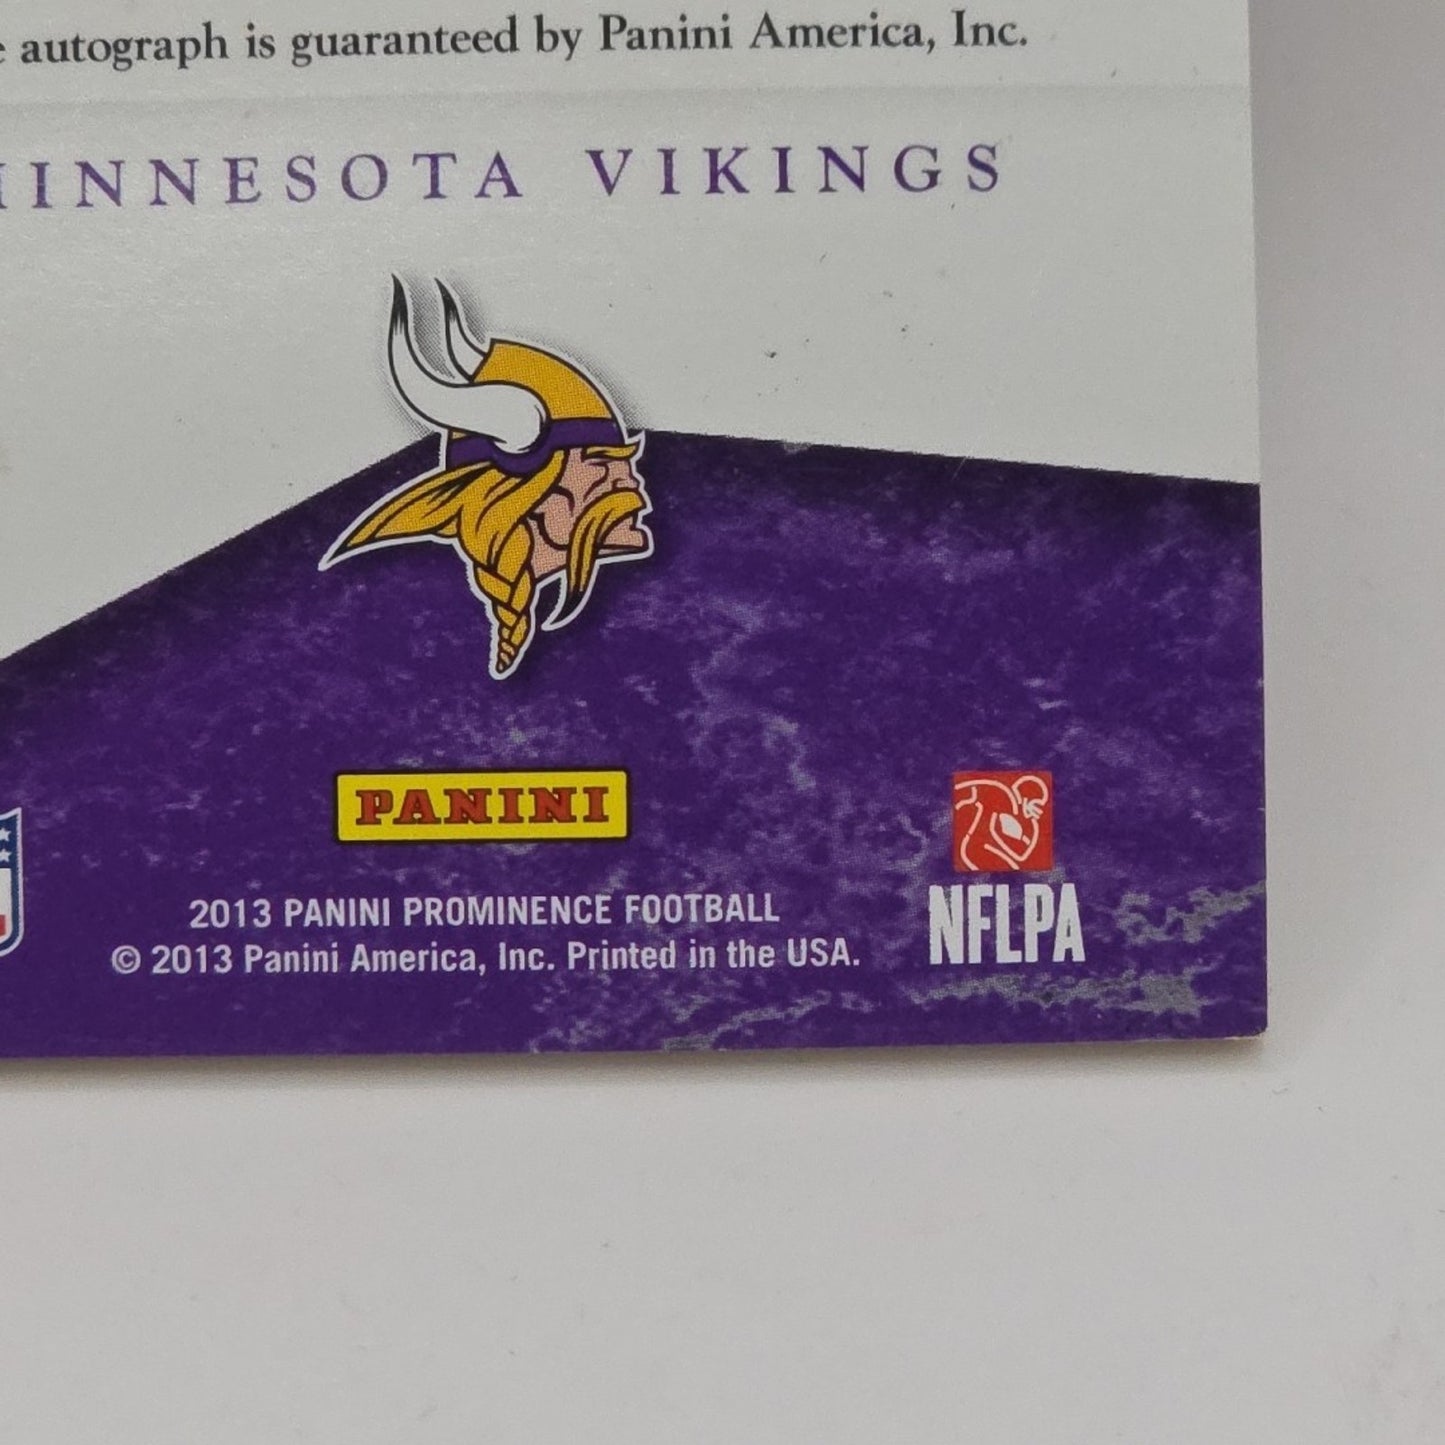 autograph is guaranteed by Panini America, Inc.
MINNESOTA VIKINGS
PANINI
2013 PANINI PROMINENCE FOOTBALL
© 2013 Panini America, Inc. Printed in the USA.
NFLPA